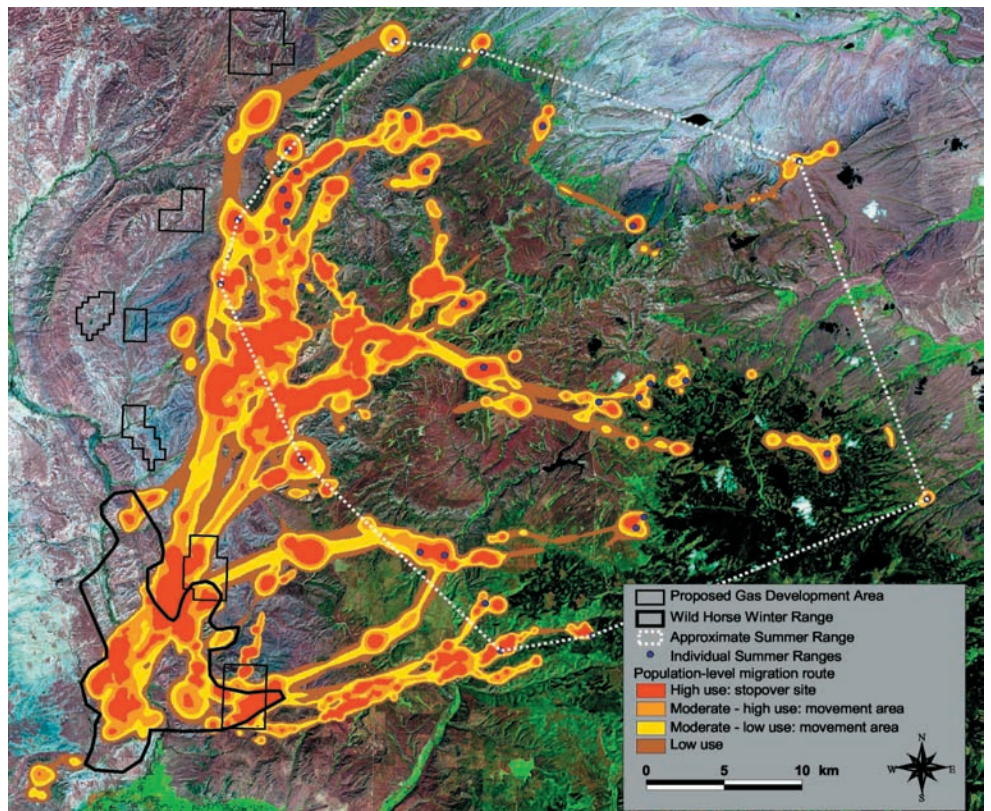 Proposed Gas Development Area
Wild Horse Winter Range
Approximate Summer Range
Individual Summer Ranges
Population-level migration route
High use: stopover site
Moderate - high use: movement area
Moderate - low use: movement area
Low use
0 5 10 km
N
W E
S